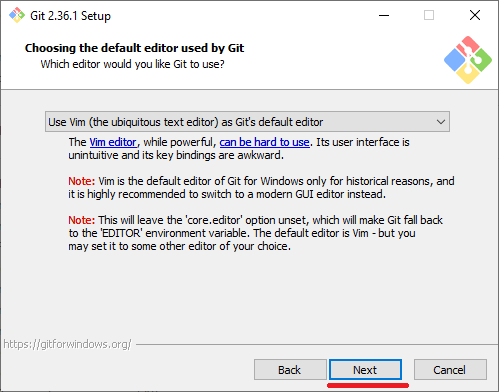 Git 2.36.1 Setup
Choosing the default editor used by Git
Which editor would you like Git to use?
Use Vim (the ubiquitous text editor) as Git's default editor
The Vim editor, while powerful, can be hard to use. Its user interface is
unintuitive and its key bindings are awkward.
Note: Vim is the default editor of Git for Windows only for historical reasons, and
it is highly recommended to switch to a modern GUI editor instead.
Note: This will leave the 'core.editor' option unset, which will make Git fall back
to the 'EDITOR' environment variable. The default editor is Vim - but you
may set it to some other editor of your choice.
https://gitforwindows.org/
Back
Next
Cancel